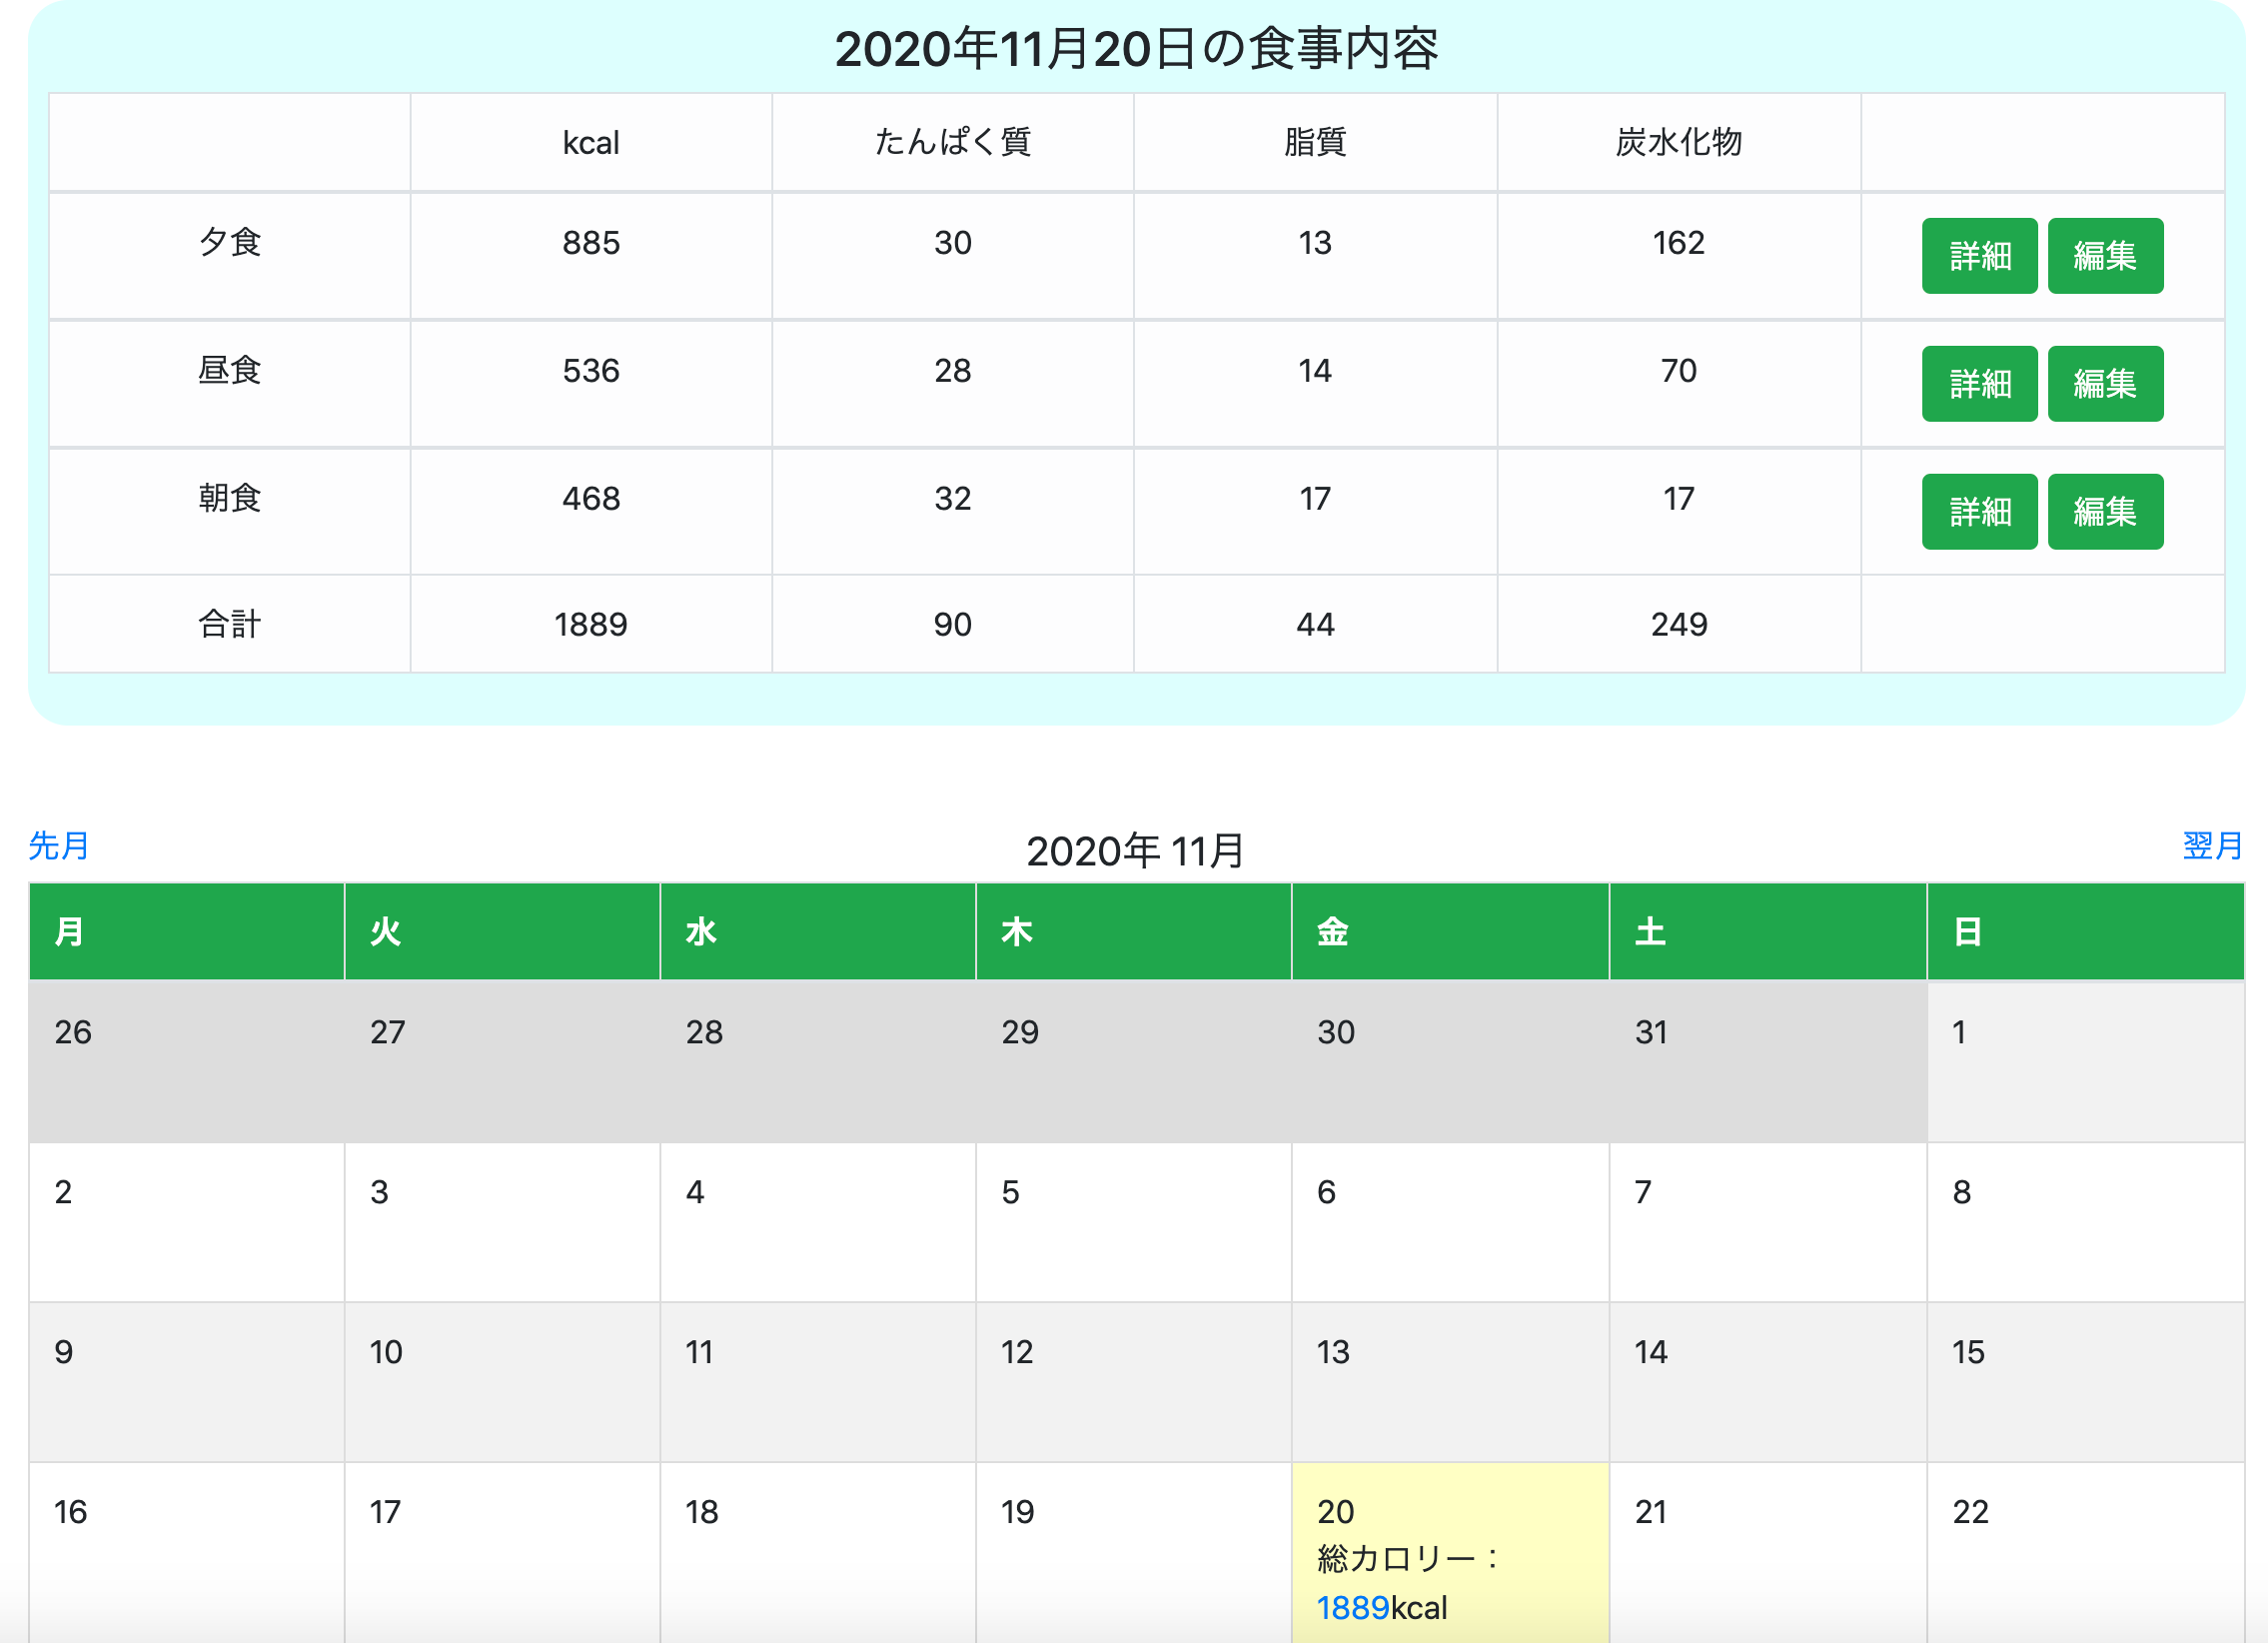 2020年11月20日の食事内容
kcal たんぱく質 脂質 炭水化物
夕食 885 30 13 162 詳細 編集
昼食 536 28 14 70 詳細 編集
朝食 468 32 17 17 詳細 編集
合計 1889 90 44 249
先月 2020年 11月 翌月
月 火 水 木 金 土 日
26 27 28 29 30 31 1
2 3 4 5 6 7 8
9 10 11 12 13 14 15
16 17 18 19 20 21 22
総カロリー：
1889kcal